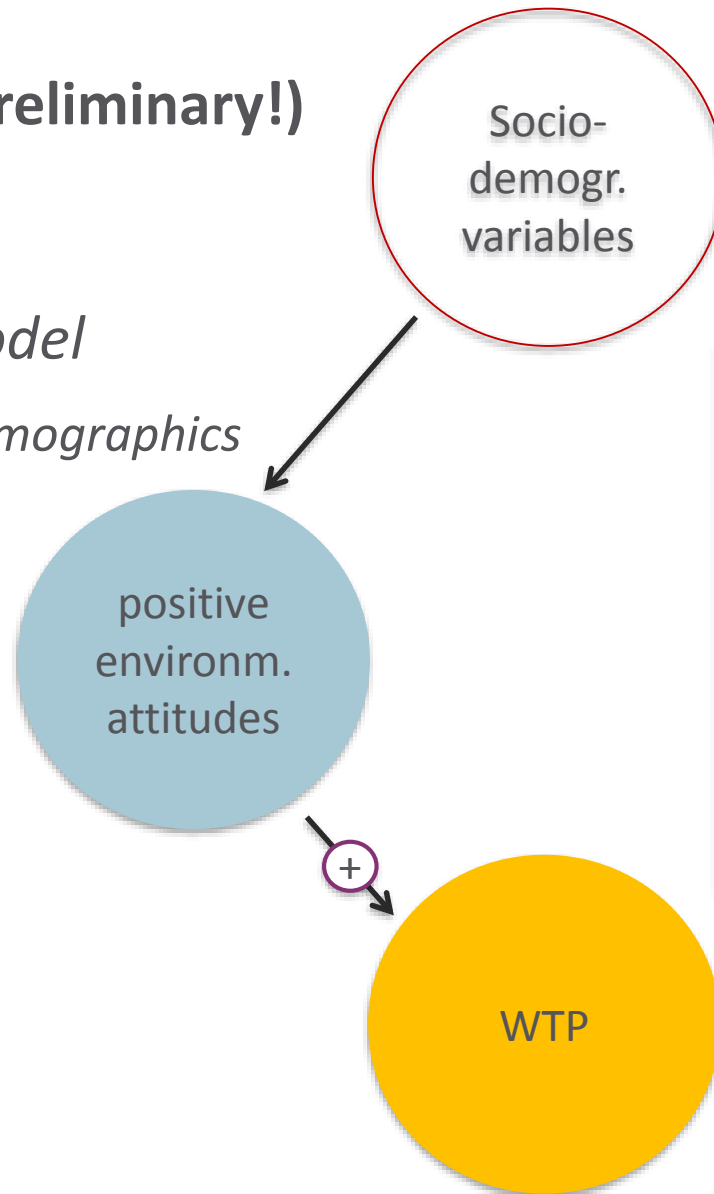 reliminary!)
Socio-
demogr.
variables
odel
mographics
positive
environm.
attitudes
+
WTP